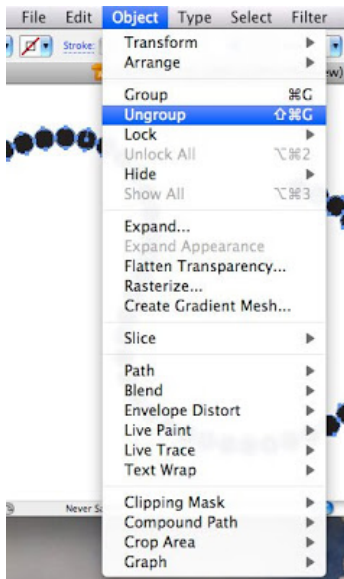 File Edit Object Type Select Filter
Stroke:
Transform
Arrange
Group ⌘G
Ungroup ⇧⌘G
Lock
Unlock All ⌥⌘2
Hide
Show All ⌥⌘3
Expand...
Expand Appearance
Flatten Transparency...
Rasterize...
Create Gradient Mesh...
Slice
Path
Blend
Envelope Distort
Live Paint
Live Trace
Text Wrap
Never Sa
Clipping Mask
Compound Path
Crop Area
Graph